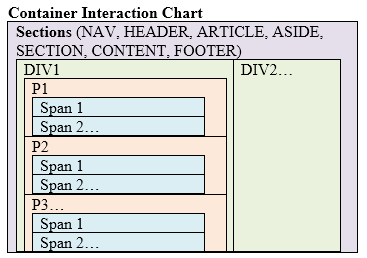 Container Interaction Chart
Sections (NAV, HEADER, ARTICLE, ASIDE,
SECTION, CONTENT, FOOTER)
DIV1
P1
Span 1
Span 2…
P2
Span 1
Span 2…
P3…
Span 1
Span 2…
DIV2…